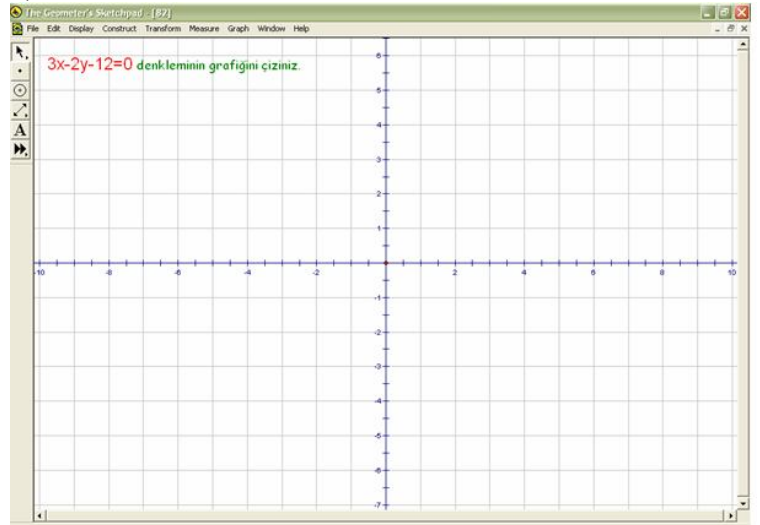 The Geometer's Sketchpad - [82]
File Edit Display Construct Transform Measure Graph Window Help
3x-2y-12=0 denkleminin grafiğini çiziniz.
A
6
5
4
3
2
1
-10 -8 -6 -4 -2 2 4 6 8 10
-1
-2
-3
-4
-5
-6
-7